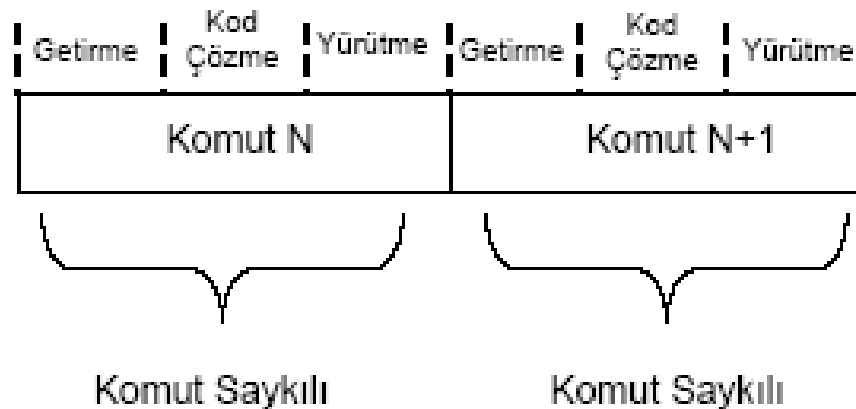 Getirme Kod Çözme Yürütme Getirme Kod Çözme Yürütme
Komut N Komut N+1
Komut Saykılı Komut Saykılı